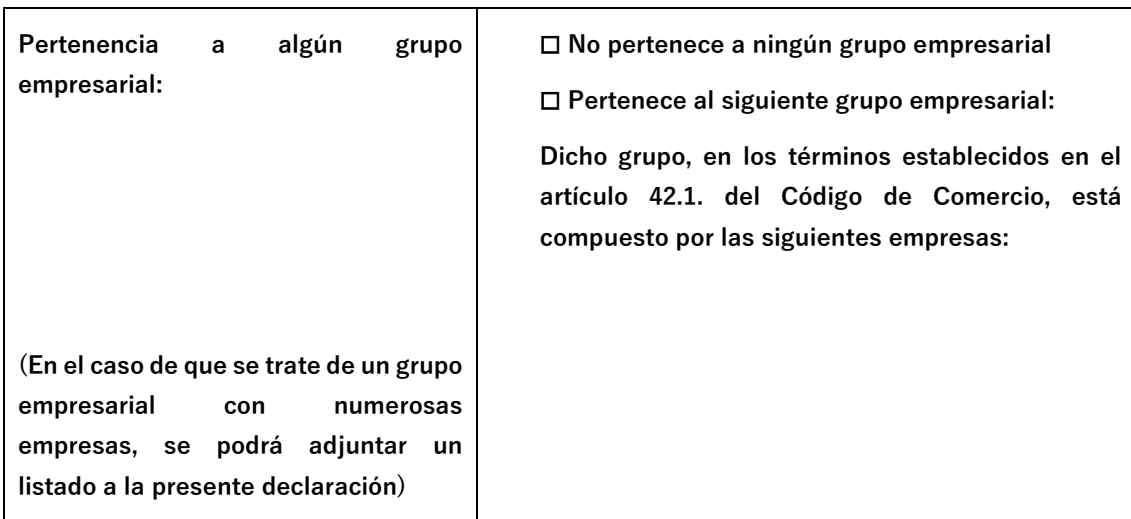 Pertenencia a algún grupo
empresarial:
(En el caso de que se trate de un grupo
empresarial con numerosas
empresas, se podrá adjuntar un
listado a la presente declaración)
☐ No pertenece a ningún grupo empresarial
☐ Pertenece al siguiente grupo empresarial:
Dicho grupo, en los términos establecidos en el
artículo 42.1. del Código de Comercio, está
compuesto por las siguientes empresas: